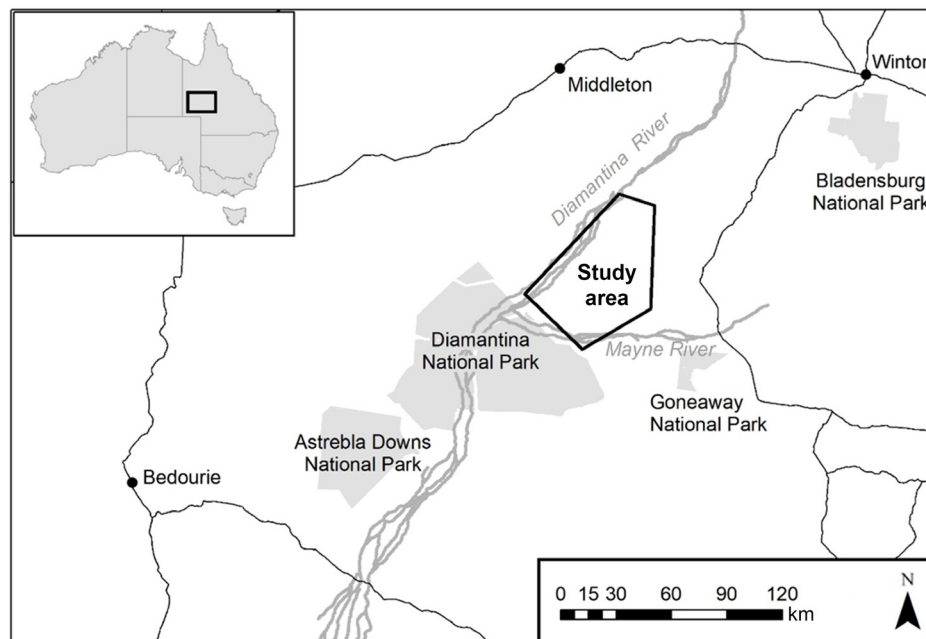 Winton
Middleton
Diamantina River
Bladensburg
National Park
Study
area
Diamantina
National Park
Mayne River
Goneaway
National Park
Astrebla Downs
National Park
Bedourie
N
0 15 30 60 90 120
km